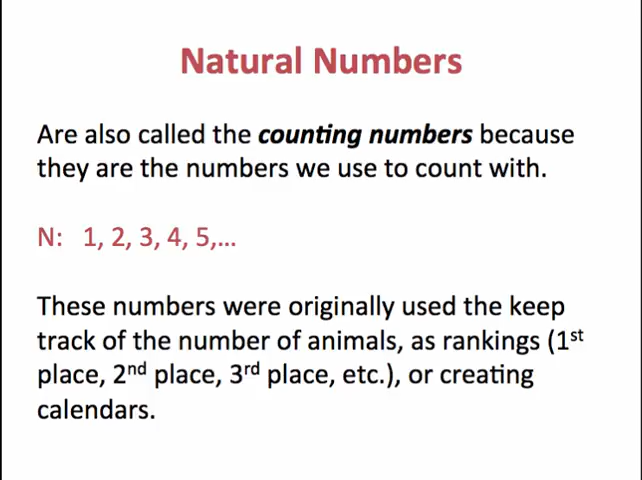 Natural Numbers
Are also called the counting numbers because
they are the numbers we use to count with.
N: 1, 2, 3, 4, 5,...
These numbers were originally used the keep
track of the number of animals, as rankings (1st
place, 2nd place, 3rd place, etc.), or creating
calendars.